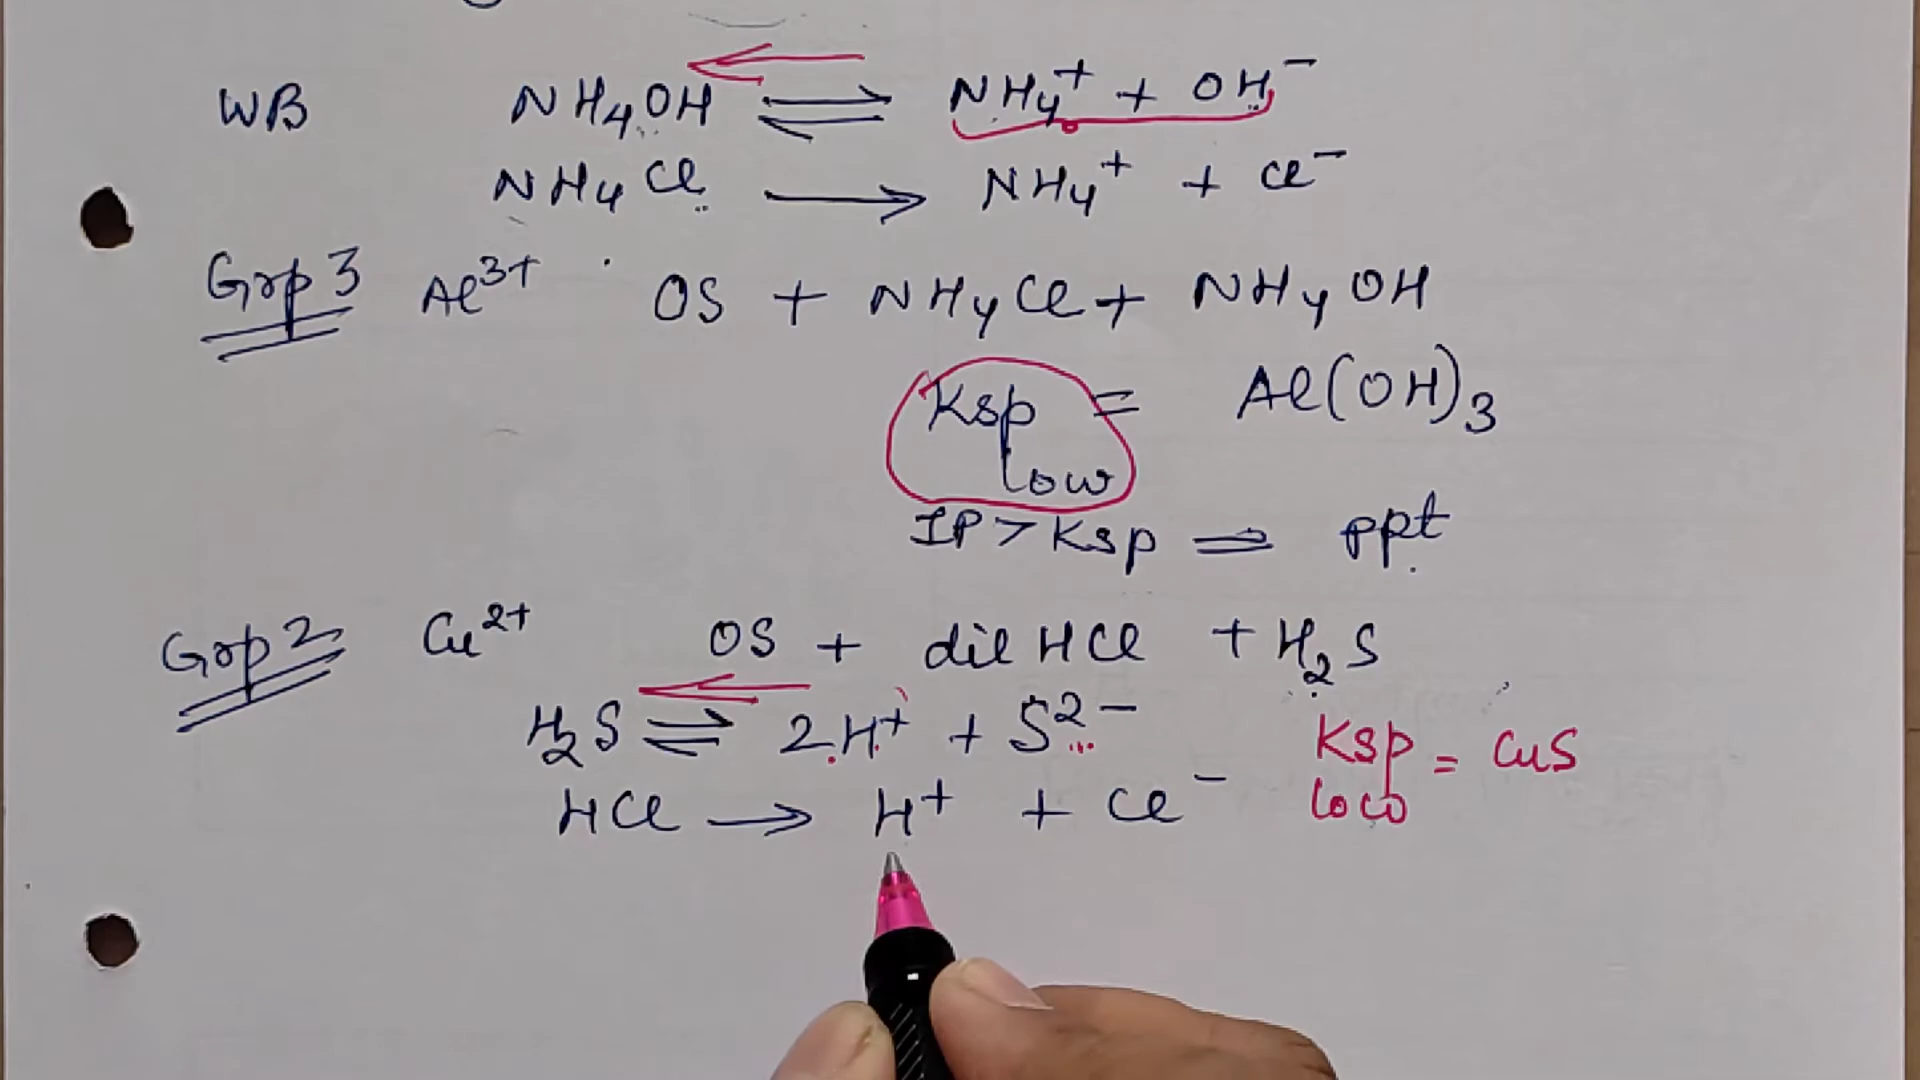 WB NH4OH ⇌ NH4+ + OH-
NH4Cl → NH4+ + Cl-
Grp 3 Al3+ OS + NH4Cl + NH4OH
Ksp = Al(OH)3
low
IP > Ksp ⇒ ppt
Grp 2 Cu2+ OS + dil HCl + H2S
H2S ⇌ 2H+ + S2- Ksp = CuS
HCl → H+ + Cl- low